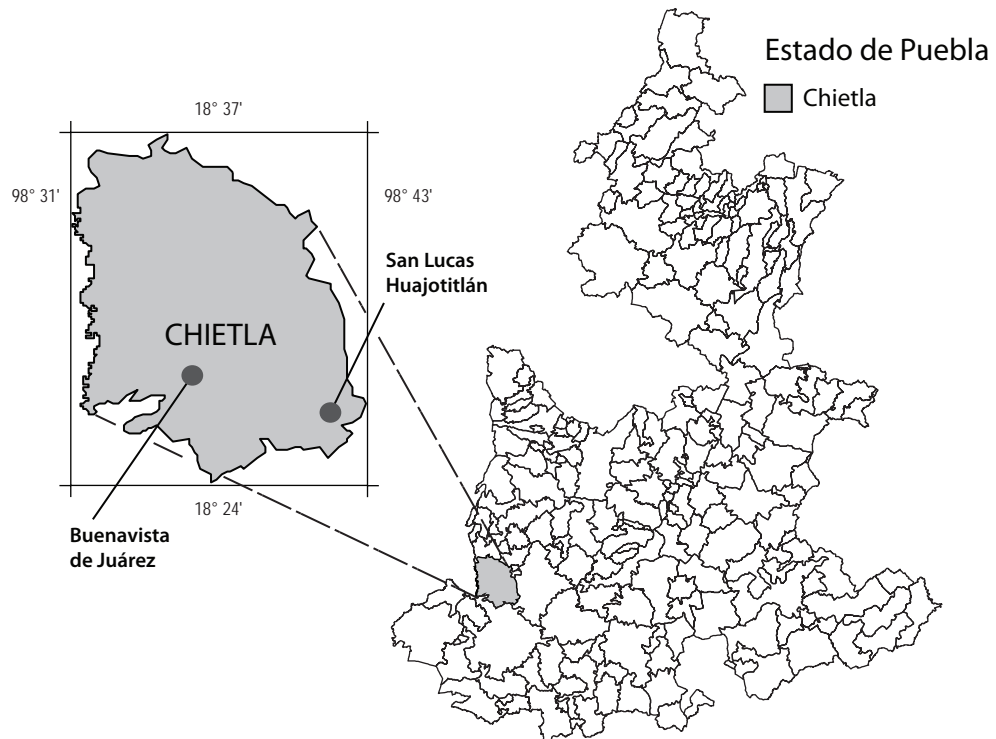 Estado de Puebla
Chietla
18° 37'
98° 31'
98° 43'
San Lucas
Huajotitlán
CHIETLA
18° 24'
Buenavista
de Juárez